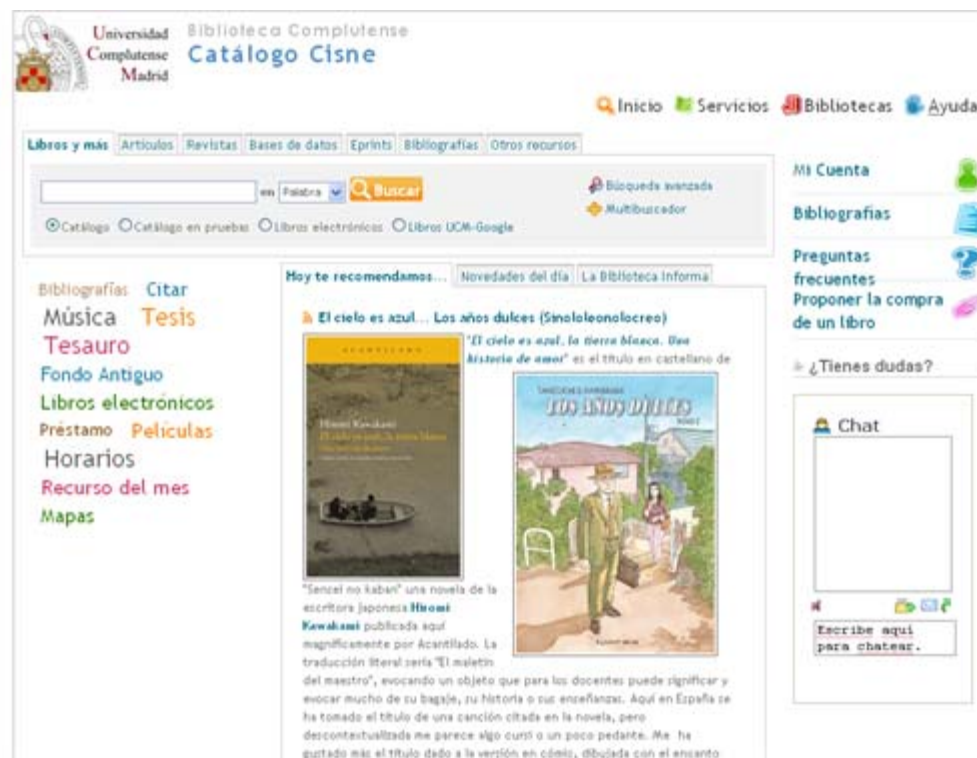 Universidad
Complutense
Madrid
Biblioteca Complutense
Catálogo Cisne
Inicio Servicios Bibliotecas Ayuda
Libros y más Artículos Revistas Bases de datos Eprints Bibliografías Otros recursos
en Palabra Buscar
Búsqueda avanzada
Multibuscador
Catálogo Catálogo en pruebas Libros electrónicos Libros UCM-Google
Mi Cuenta
Bibliografías
Preguntas
frecuentes
Proponer la compra
de un libro
¿Tienes dudas?
Chat
Escribe aquí
para chatear.
Bibliografías Citar
Música Tesis
Tesauro
Fondo Antiguo
Libros electrónicos
Préstamo Películas
Horarios
Recurso del mes
Mapas
Hoy te recomendamos... Novedades del día La Biblioteca Informa
El cielo es azul... Los años dulces (Sinololeonolocreo)
"El cielo es azul, la tierra blanca. Una
historia de amor" es el título en castellano de
ACANTILADO
Hiromi Kawakami
El cielo es azul, la tierra blanca
LOS AÑOS DULCES
"Sensei no kaban" una novela de la
escritora japonesa Hiromi
Kawakami publicada aquí
magníficamente por Acantilado. La
traducción literal sería "El maletín
del maestro", evocando un objeto que para los docentes puede significar y
evocar mucho de su bagaje, su historia o sus enseñanzas. Aquí en España se
ha tomado el título de una canción citada en la novela, pero
descontextualizada me parece algo cursi o un poco pedante. Me ha
gustado más el título dado a la versión en cómic, dibujada con el encanto